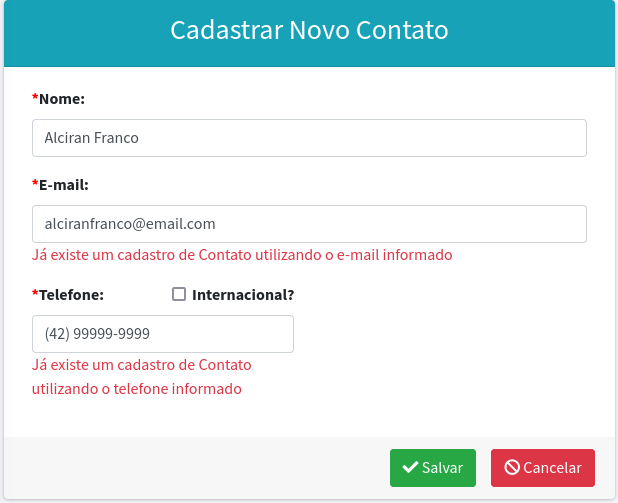 Cadastrar Novo Contato
*Nome:
Alciran Franco
*E-mail:
alciranfranco@email.com
Já existe um cadastro de Contato utilizando o e-mail informado
*Telefone: Internacional?
(42) 99999-9999
Já existe um cadastro de Contato
utilizando o telefone informado
Salvar Cancelar